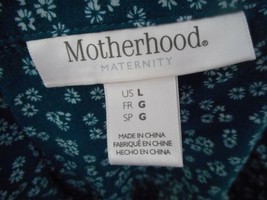 Motherhood®
MATERNITY
US L
FR G
SP G
MADE IN CHINA
FABRIQUÉ EN CHINE
HECHO EN CHINA